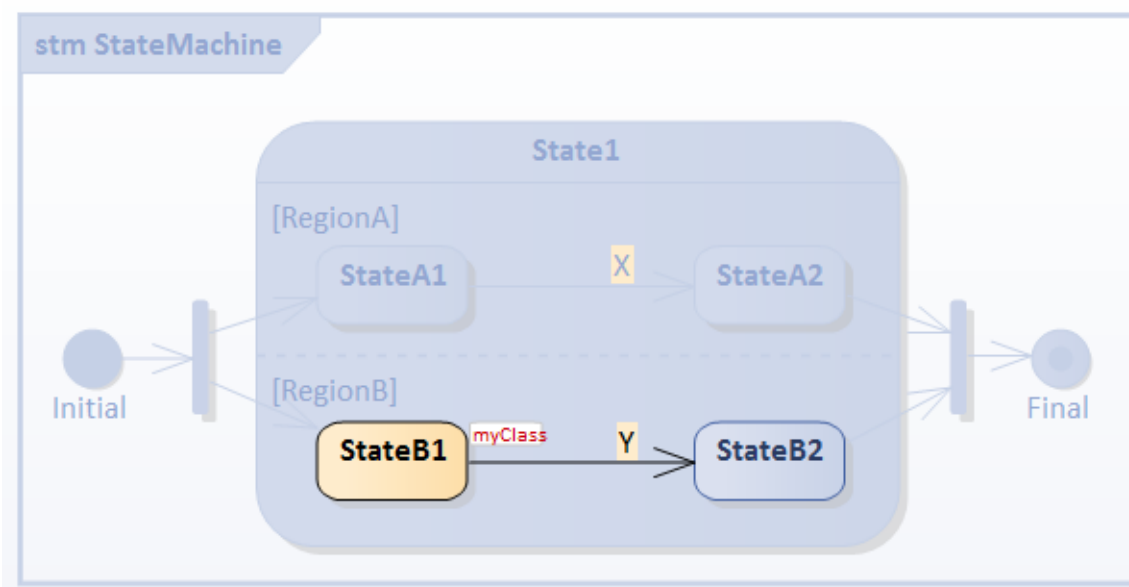 stm StateMachine
State1
[RegionA]
StateA1
X
StateA2
Initial
Final
[RegionB]
StateB1
myClass
Y
StateB2